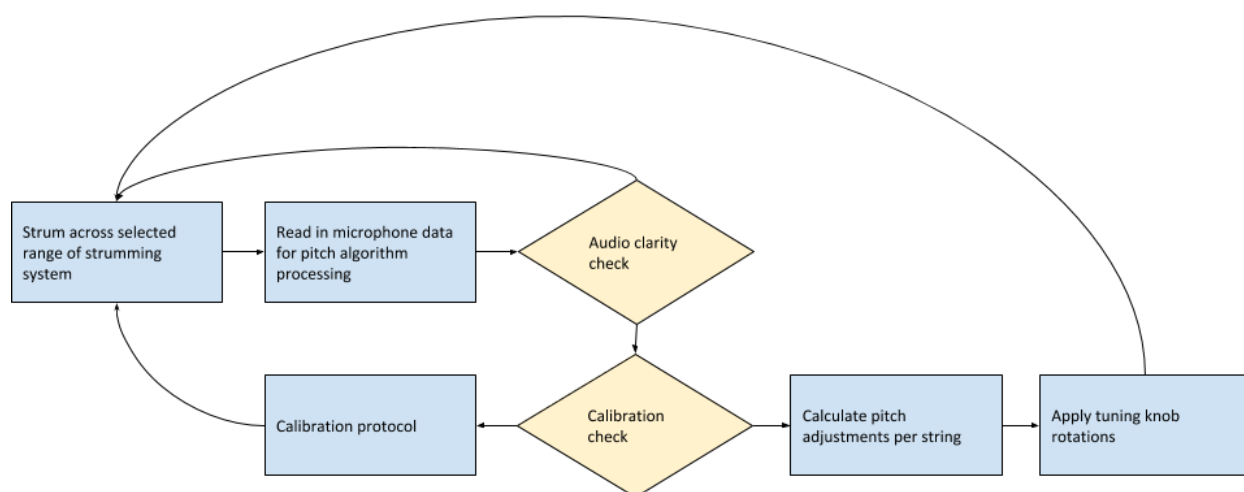 Strum across selected
range of strumming
system
Read in microphone data
for pitch algorithm
processing
Audio clarity
check
Calibration protocol
Calibration
check
Calculate pitch
adjustments per string
Apply tuning knob
rotations